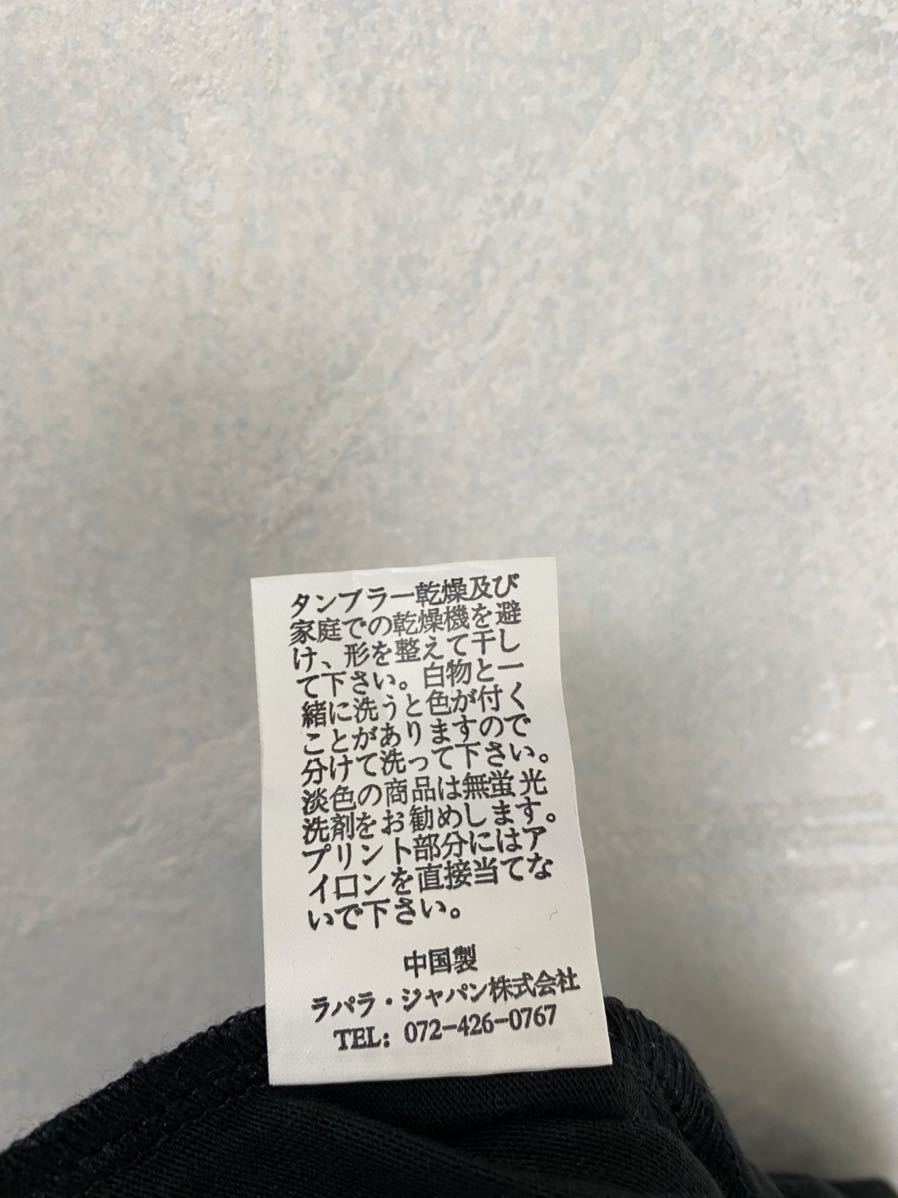 タンブラー乾燥及び
家庭での乾燥機を避
け、形を整えて干し
て下さい。白物と一
緒に洗うと色が付く
ことがありますので
分けて洗って下さい。
淡色の商品は無蛍光
洗剤をお勧めします。
プリント部分にはア
イロンを直接当てな
いで下さい。
中国製
ラパラ・ジャパン株式会社
TEL: 072-426-0767